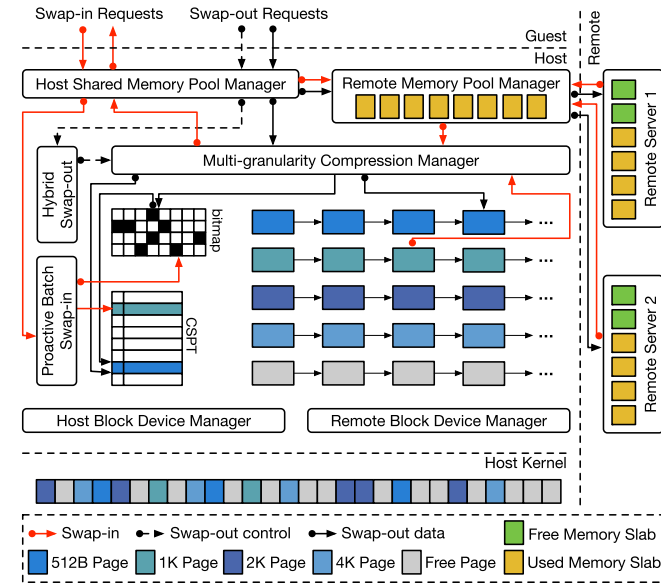 Swap-in Requests
Swap-out Requests
Guest
Host
Remote
Host Shared Memory Pool Manager
Remote Memory Pool Manager
Remote Server 1
Hybrid
Swap-out
Multi-granularity Compression Manager
bitmap
...
Proactive Batch
Swap-in
...
CSPT
...
...
...
Remote Server 2
Host Block Device Manager
Remote Block Device Manager
Host Kernel
Swap-in
Swap-out control
Swap-out data
Free Memory Slab
512B Page
1K Page
2K Page
4K Page
Free Page
Used Memory Slab